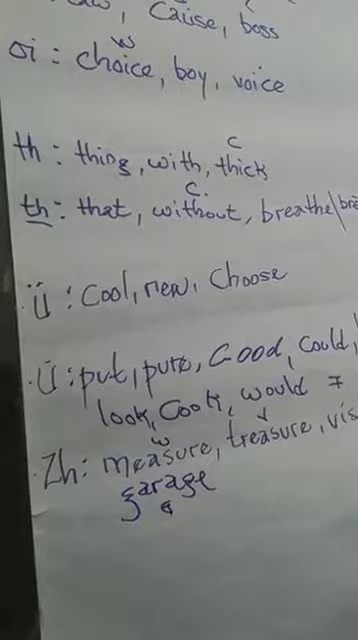 Cause, boss
oi: choice, boy, voice
th: thing, with, thick
th: that, without, breathe
Ü: Cool, new, Choose
U: put, Good, Could,
look, Cook, would
Zh: measure, treasure, vis
garage